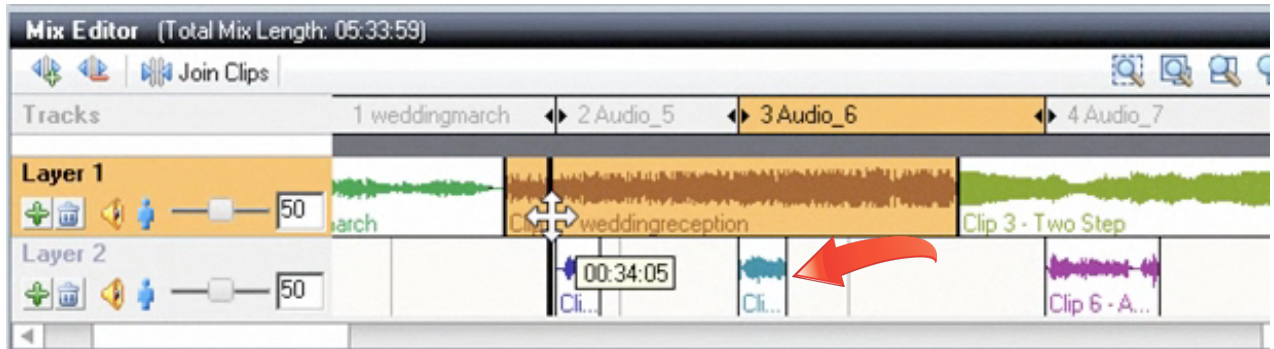 Mix Editor (Total Mix Length: 05:33:59)
Join Clips
Tracks 1 weddingmarch 2 Audio_5 3 Audio_6 4 Audio_7
Layer 1
50
arch Cli weddingreception Clip 3 - Two Step
Layer 2
50 00:34:05
Cli... Cli... Clip 6 - A...